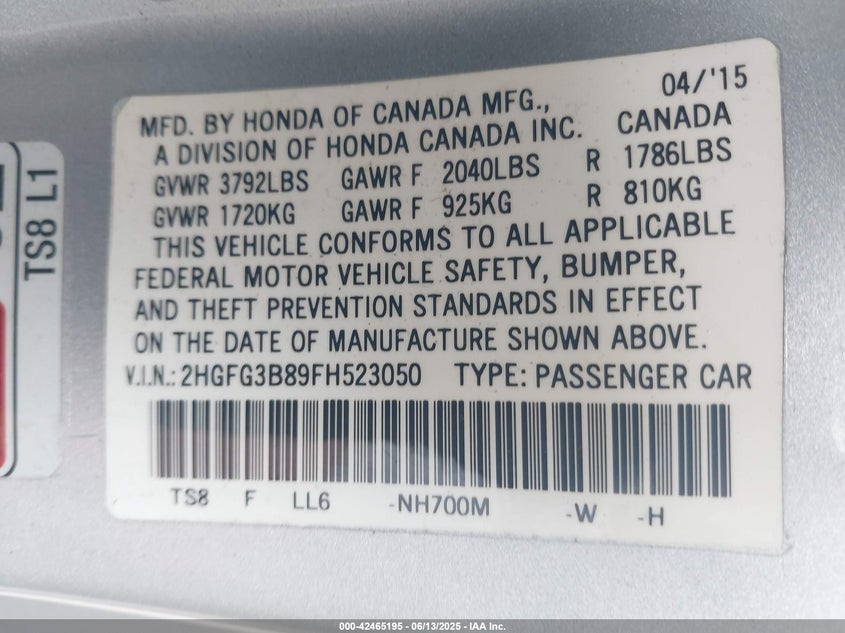 04/'15
MFD. BY HONDA OF CANADA MFG.,
A DIVISION OF HONDA CANADA INC. CANADA
GVWR 3792LBS GAWR F 2040LBS R 1786LBS
GVWR 1720KG GAWR F 925KG R 810KG
THIS VEHICLE CONFORMS TO ALL APPLICABLE
FEDERAL MOTOR VEHICLE SAFETY, BUMPER,
AND THEFT PREVENTION STANDARDS IN EFFECT
ON THE DATE OF MANUFACTURE SHOWN ABOVE.
V.I.N.: 2HGFG3B89FH523050 TYPE: PASSENGER CAR
TS8 F LL6 -NH700M -W -H
TS8 L1
000-42465195 - 06/13/2025 - IAA Inc.